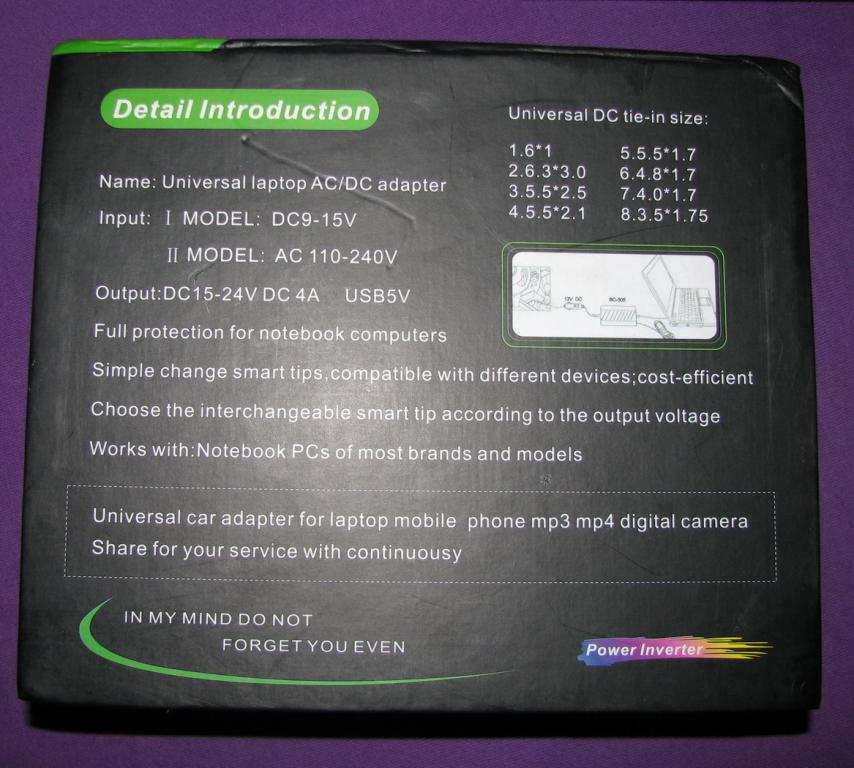 Detail Introduction
Name: Universal laptop AC/DC adapter
Input: I MODEL: DC9-15V
II MODEL: AC 110-240V
Output:DC15-24V DC 4A USB5V
Full protection for notebook computers
Universal DC tie-in size:
1.6*1 5.5.5*1.7
2.6.3*3.0 6.4.8*1.7
3.5.5*2.5 7.4.0*1.7
4.5.5*2.1 8.3.5*1.75
12V DC
Simple change smart tips,compatible with different devices;cost-efficient
Choose the interchangeable smart tip according to the output voltage
Works with:Notebook PCs of most brands and models
Universal car adapter for laptop mobile phone mp3 mp4 digital camera
Share for your service with continuousy
IN MY MIND DO NOT
FORGET YOU EVEN
Power Inverter